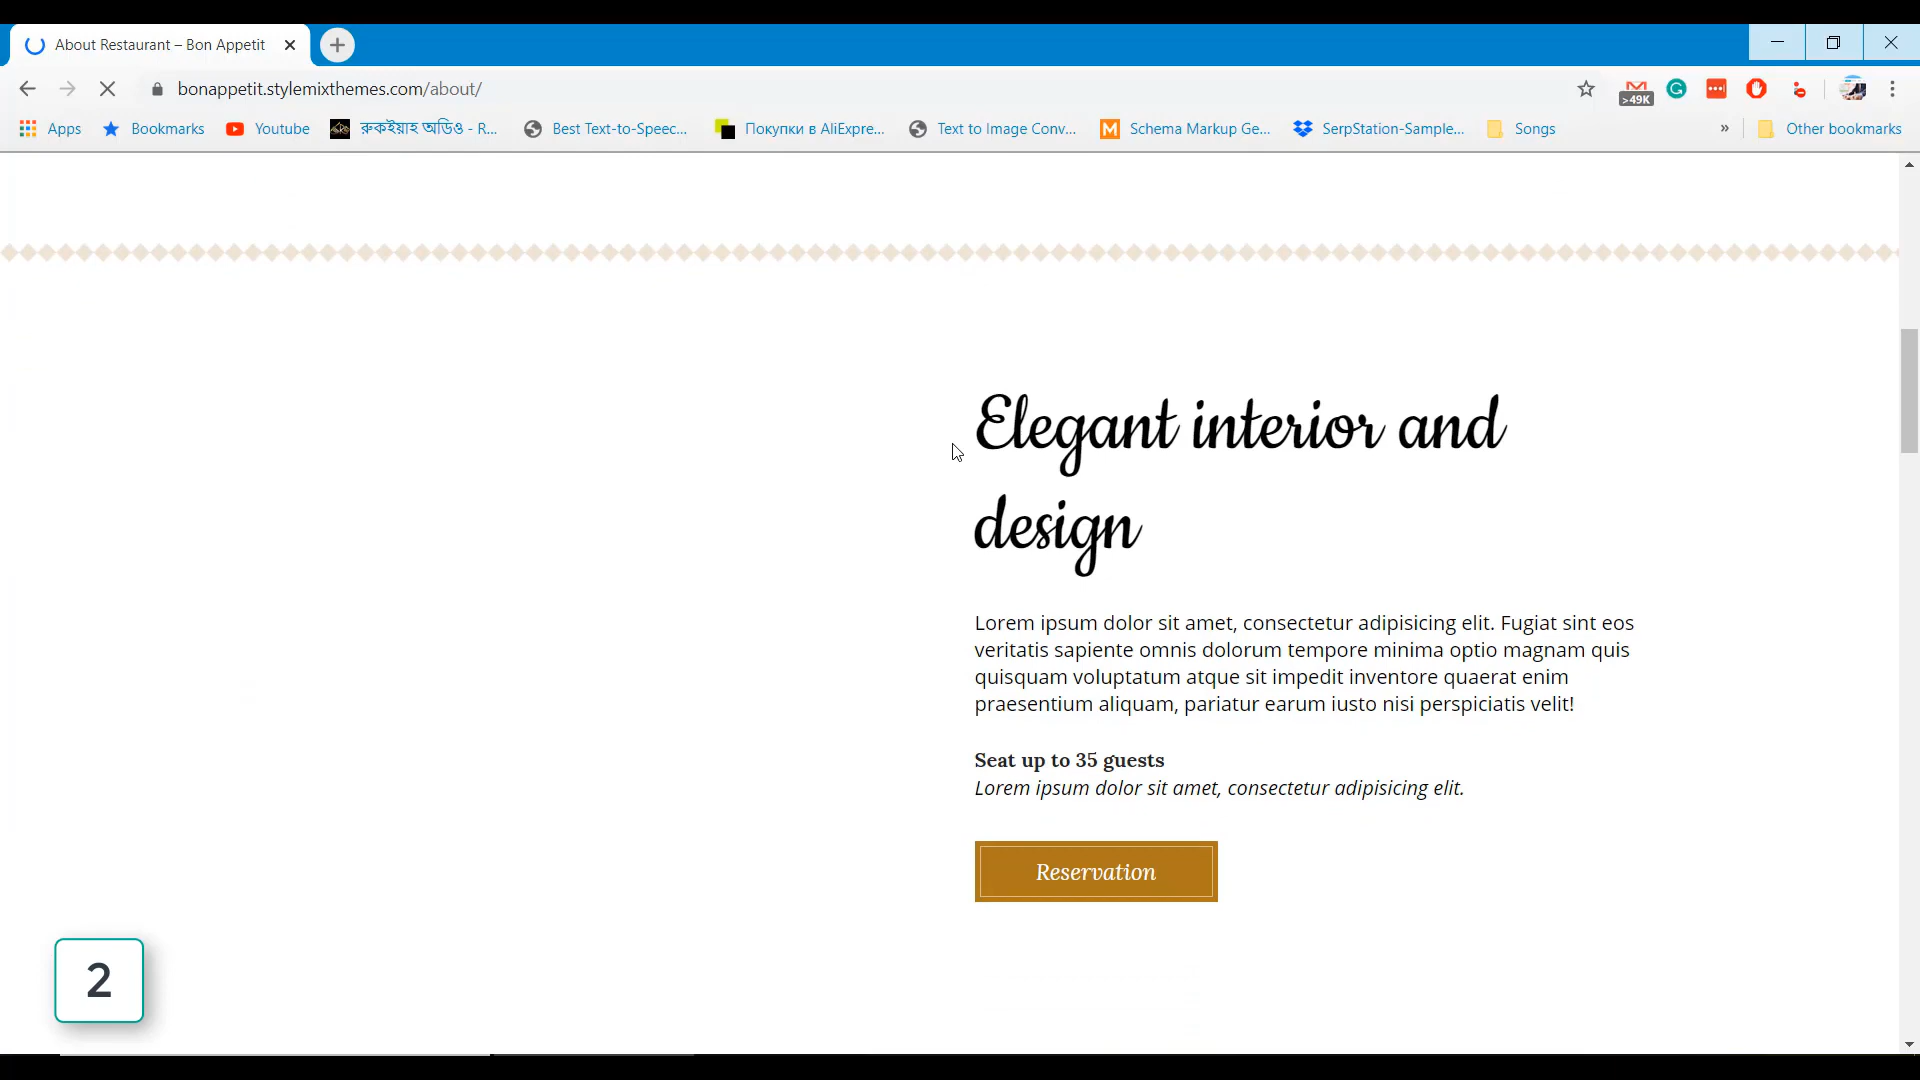 About Restaurant – Bon Appetit
bonappetit.stylemixthemes.com/about/
>49K
Apps
Bookmarks
Youtube
রুকইয়াহ অডিও - R...
Best Text-to-Speec...
Покупки в AliExpre...
Text to Image Conv...
Schema Markup Ge...
SerpStation-Sample...
Songs
»
Other bookmarks
Elegant interior and
design
Lorem ipsum dolor sit amet, consectetur adipisicing elit. Fugiat sint eos
veritatis sapiente omnis dolorum tempore minima optio magnam quis
quisquam voluptatum atque sit impedit inventore quaerat enim
praesentium aliquam, pariatur earum iusto nisi perspiciatis velit!
Seat up to 35 guests
Lorem ipsum dolor sit amet, consectetur adipisicing elit.
Reservation
2